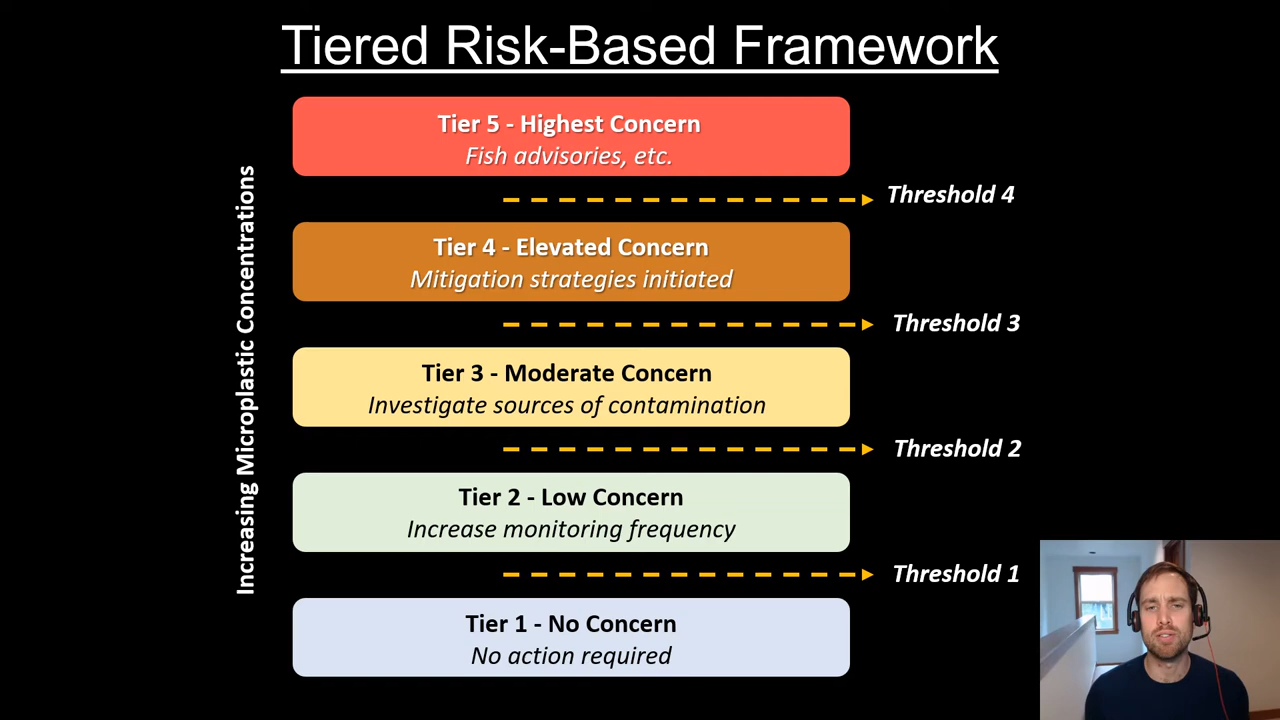 Tiered Risk-Based Framework
Increasing Microplastic Concentrations
Tier 5 - Highest Concern
Fish advisories, etc.
Threshold 4
Tier 4 - Elevated Concern
Mitigation strategies initiated
Threshold 3
Tier 3 - Moderate Concern
Investigate sources of contamination
Threshold 2
Tier 2 - Low Concern
Increase monitoring frequency
Threshold 1
Tier 1 - No Concern
No action required